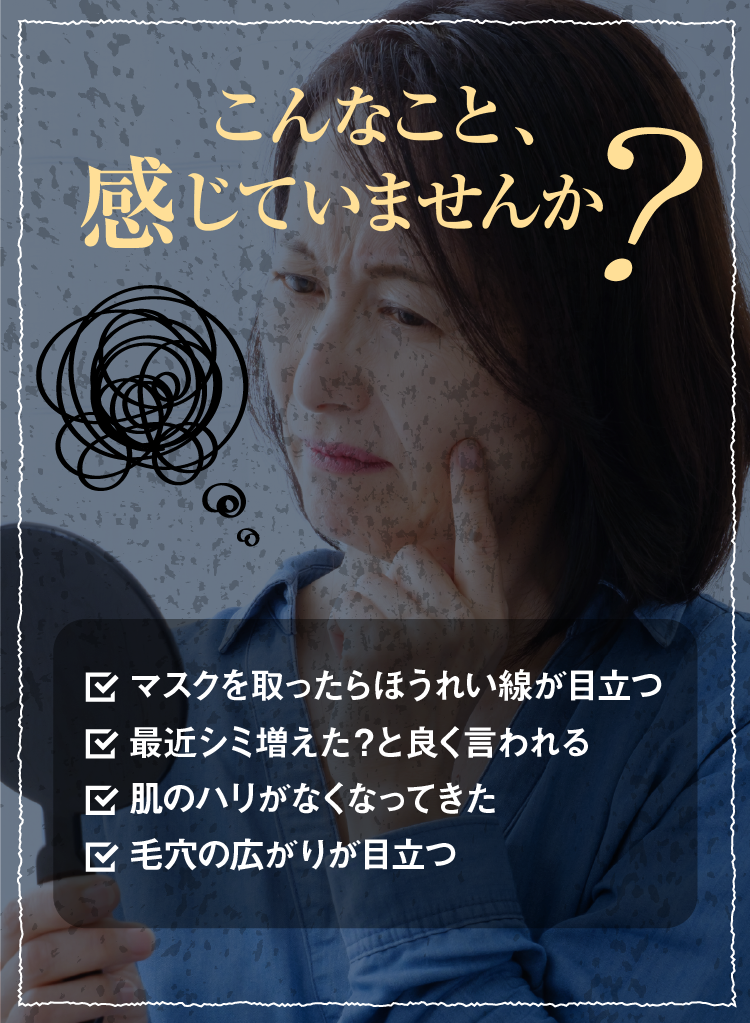 こんなこと、
感じていませんか?
マスクを取ったらほうれい線が目立つ
最近シミ増えた?と良く言われる
肌のハリがなくなってきた
毛穴の広がりが目立つ